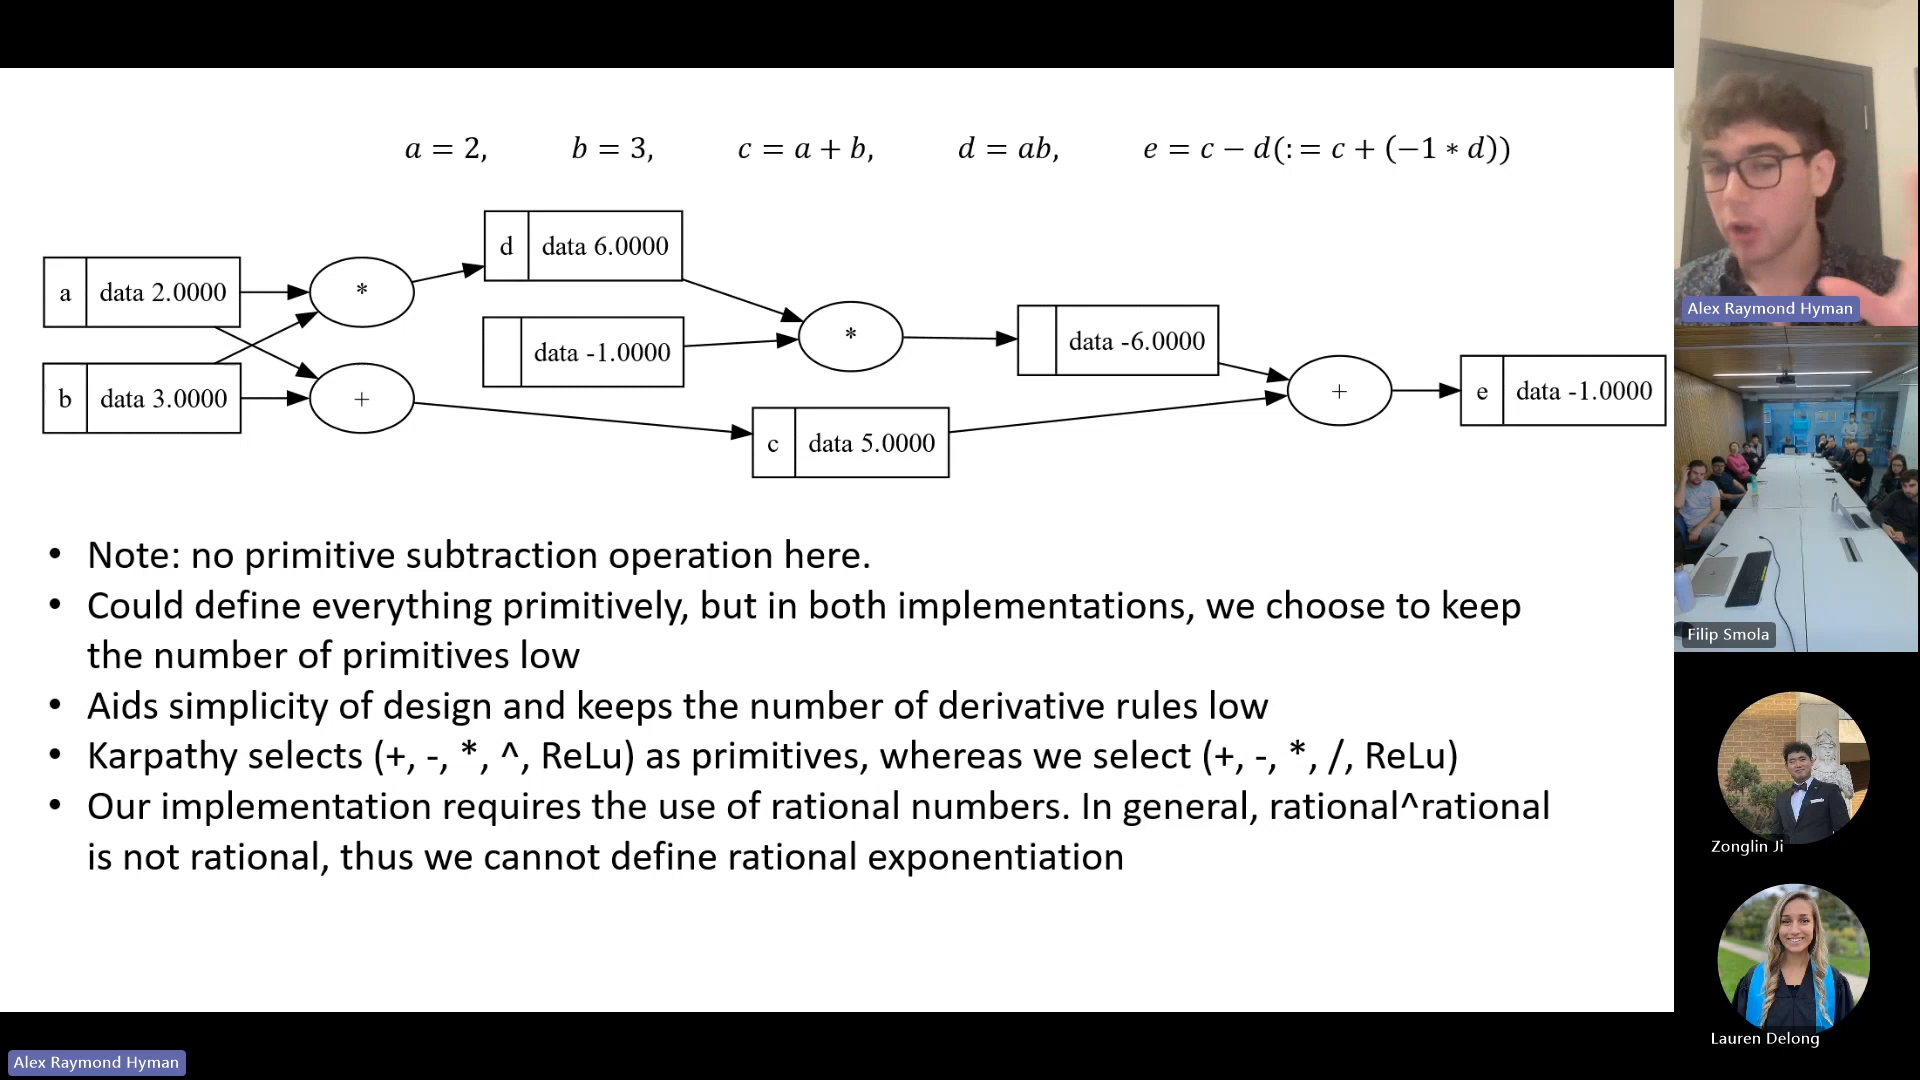 a = 2, b = 3, c = a + b, d = ab, e = c − d(: = c + (−1 ∗ d))
d data 6.0000
a data 2.0000 *
data -1.0000 * data -6.0000
b data 3.0000 + + e data -1.0000
c data 5.0000
• Note: no primitive subtraction operation here.
• Could define everything primitively, but in both implementations, we choose to keep
the number of primitives low
• Aids simplicity of design and keeps the number of derivative rules low
• Karpathy selects (+, -, *, ^, ReLu) as primitives, whereas we select (+, -, *, /, ReLu)
• Our implementation requires the use of rational numbers. In general, rational^rational
is not rational, thus we cannot define rational exponentiation
Alex Raymond Hyman
Filip Smola
Zonglin Ji
Lauren Delong
Alex Raymond Hyman